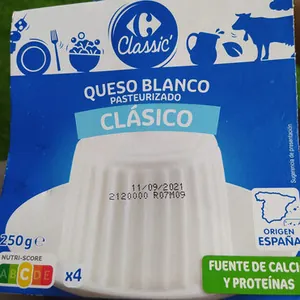 Carrefour
Classic'
QUESO BLANCO
PASTEURIZADO
CLÁSICO
Sugerencia de presentación
11/09/2021
2120000 R07M09
250g e
ORIGEN
ESPAÑA
NUTRI-SCORE
A B C D E
x4
FUENTE DE CALCI
Y PROTEÍNAS